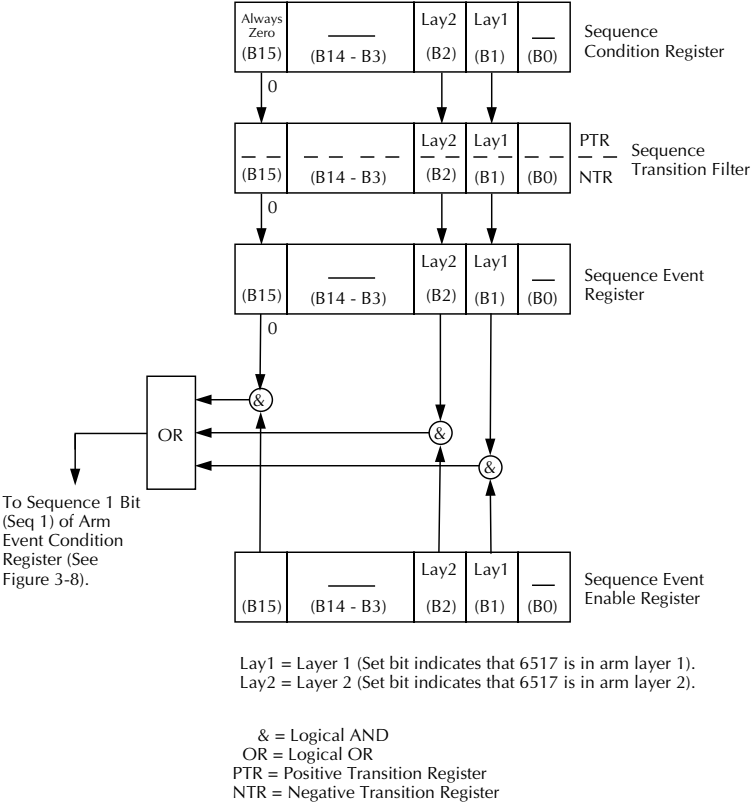 Always Zero (B15)
(B14 - B3)
Lay2 (B2)
Lay1 (B1)
(B0)
Sequence
Condition Register
0
(B15)
(B14 - B3)
Lay2 (B2)
Lay1 (B1)
(B0)
PTR
NTR
Sequence
Transition Filter
0
(B15)
(B14 - B3)
Lay2 (B2)
Lay1 (B1)
(B0)
Sequence Event
Register
0
&
OR
&
&
To Sequence 1 Bit
(Seq 1) of Arm
Event Condition
Register (See
Figure 3-8).
(B15)
(B14 - B3)
Lay2 (B2)
Lay1 (B1)
(B0)
Sequence Event
Enable Register
Lay1 = Layer 1 (Set bit indicates that 6517 is in arm layer 1).
Lay2 = Layer 2 (Set bit indicates that 6517 is in arm layer 2).
& = Logical AND
OR = Logical OR
PTR = Positive Transition Register
NTR = Negative Transition Register